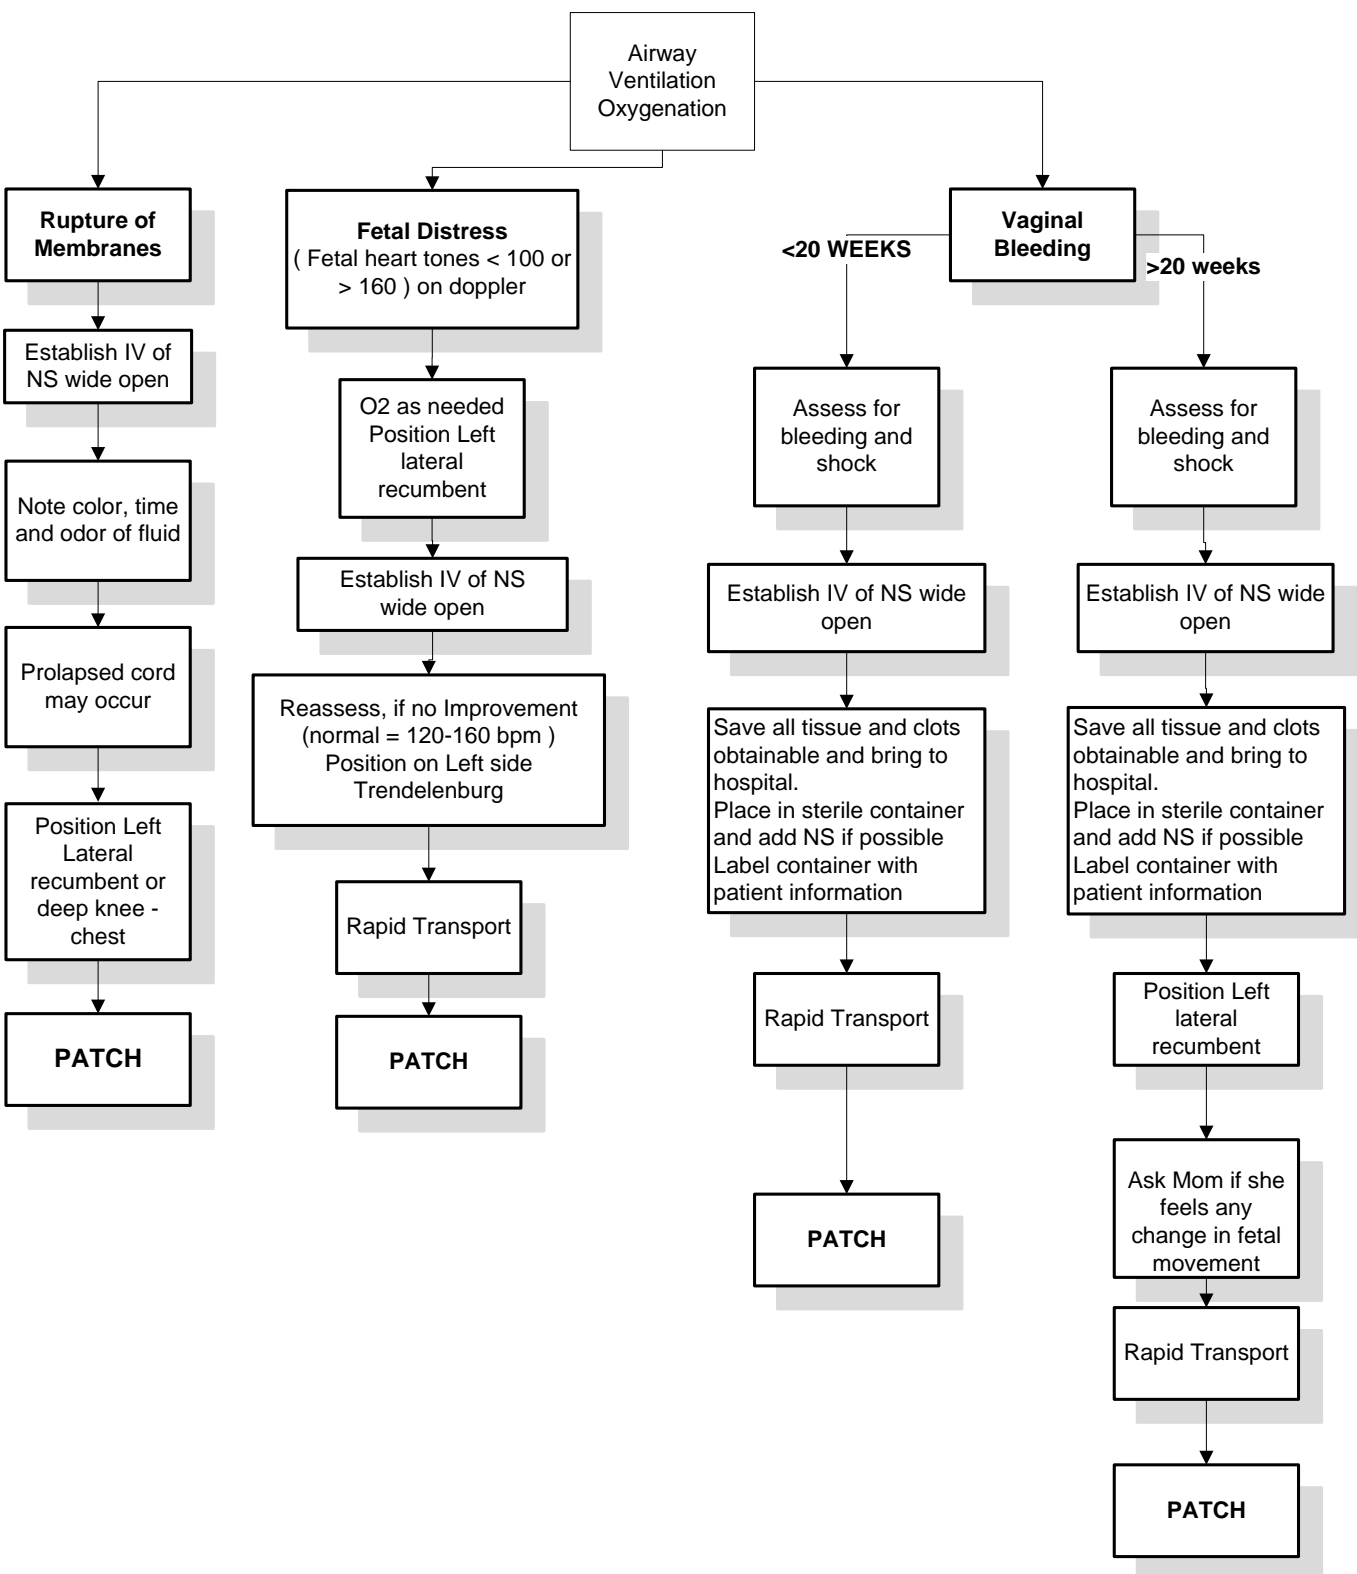 Airway
Ventilation
Oxygenation
Rupture of
Membranes
Establish IV of
NS wide open
Note color, time
and odor of fluid
Prolapsed cord
may occur
Position Left
Lateral
recumbent or
deep knee -
chest
PATCH
Fetal Distress
( Fetal heart tones < 100 or
> 160 ) on doppler
O2 as needed
Position Left
lateral
recumbent
Establish IV of NS
wide open
Reassess, if no Improvement
(normal = 120-160 bpm )
Position on Left side
Trendelenburg
Rapid Transport
PATCH
Vaginal
Bleeding
<20 WEEKS
Assess for
bleeding and
shock
Establish IV of NS wide
open
Save all tissue and clots
obtainable and bring to
hospital.
Place in sterile container
and add NS if possible
Label container with
patient information
Rapid Transport
PATCH
>20 weeks
Assess for
bleeding and
shock
Establish IV of NS wide
open
Save all tissue and clots
obtainable and bring to
hospital.
Place in sterile container
and add NS if possible
Label container with
patient information
Position Left
lateral
recumbent
Ask Mom if she
feels any
change in fetal
movement
Rapid Transport
PATCH